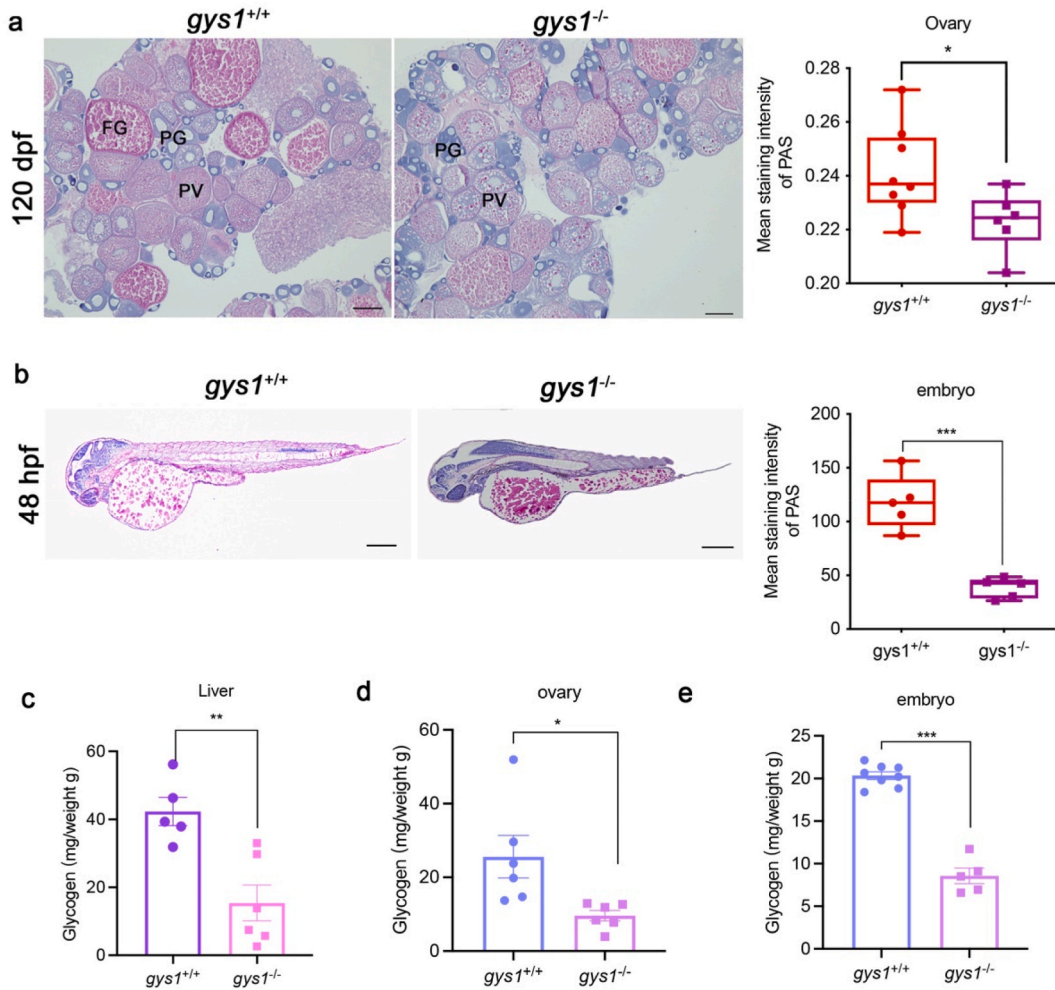 a
gys1+/+
gys1-/-
120 dpf
FG
PG
PV
PG
PV
Ovary
*
Mean staining intensity
of PAS
0.28
0.26
0.24
0.22
0.20
gys1+/+
gys1-/-
b
gys1+/+
gys1-/-
48 hpf
embryo
***
Mean staining intensity
of PAS
200
150
100
50
0
gys1+/+
gys1-/-
c
Liver
**
Glycogen (mg/weight g)
60
40
20
0
gys1+/+
gys1-/-
d
ovary
*
Glycogen (mg/weight g)
60
40
20
0
gys1+/+
gys1-/-
e
embryo
***
Glycogen (mg/weight g)
25
20
15
10
5
0
gys1+/+
gys1-/-